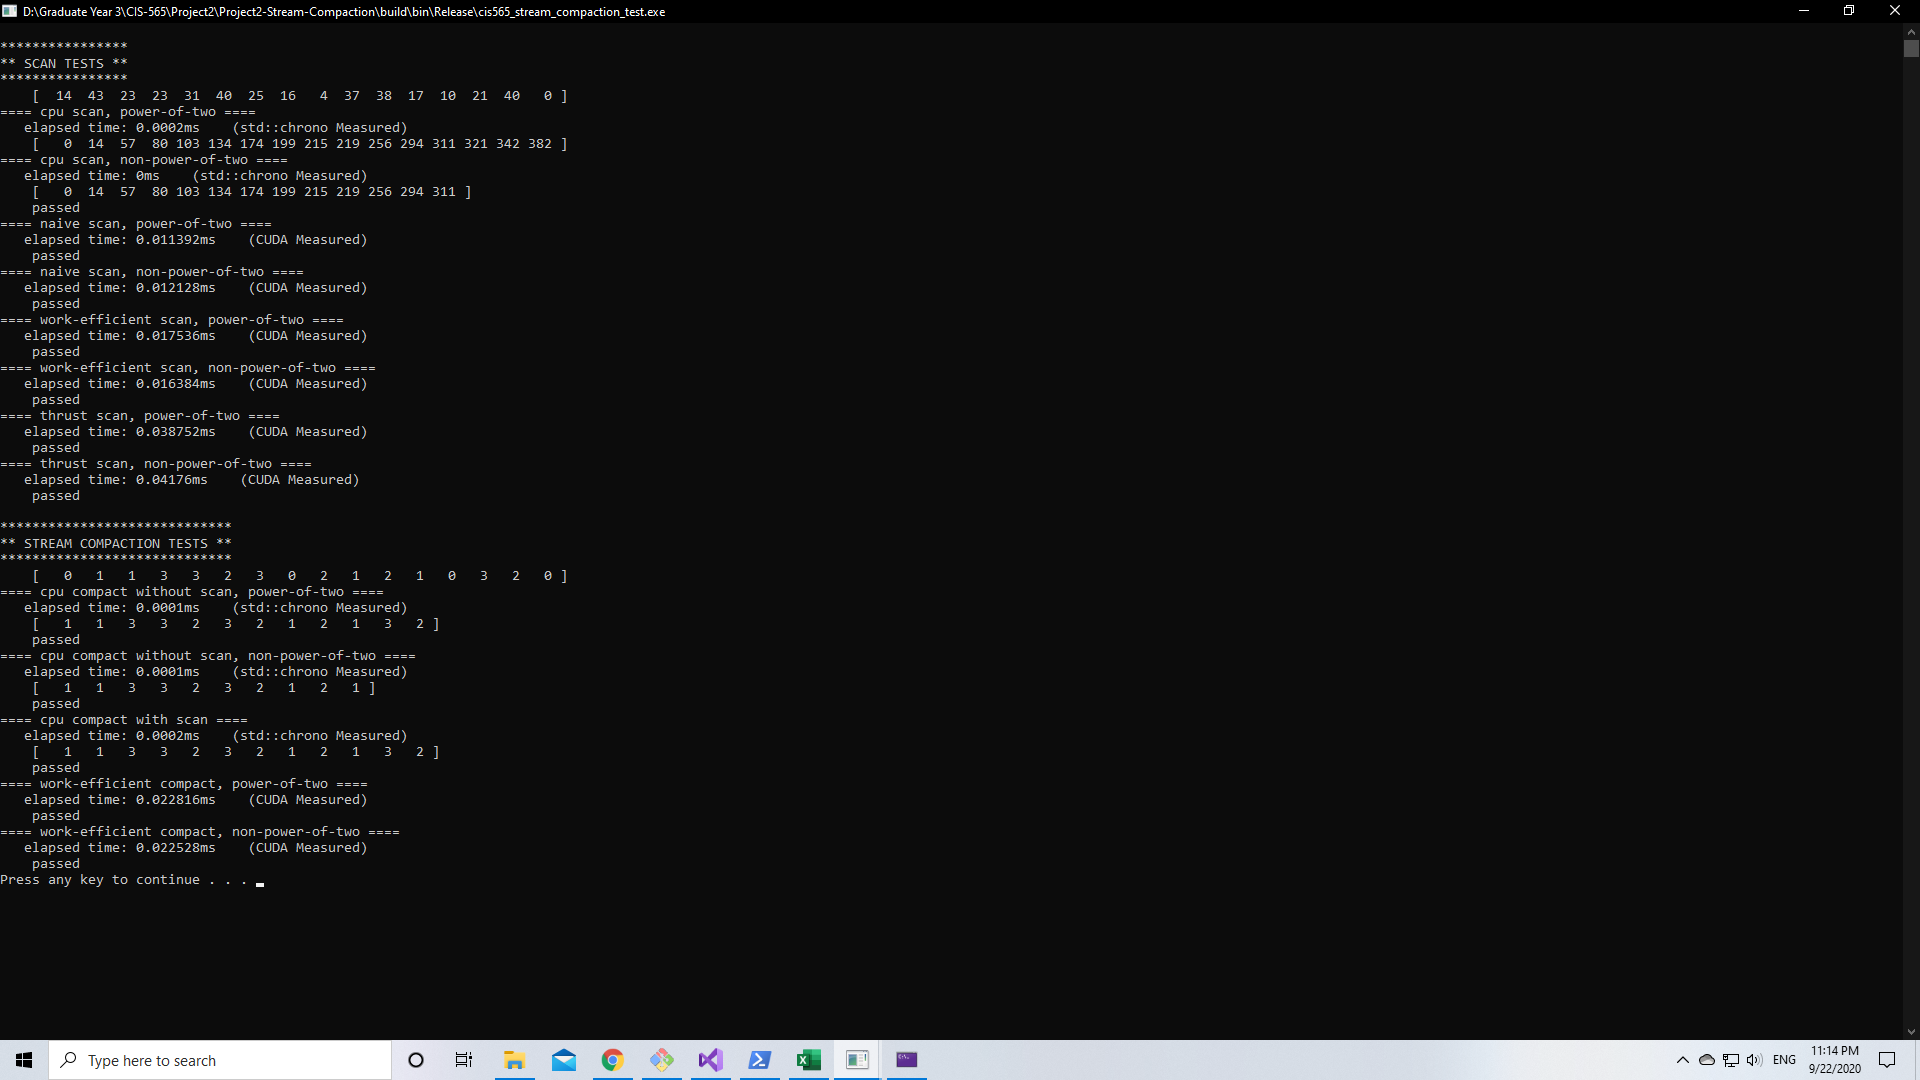 D:\Graduate Year 3\CIS-565\Project2\Project2-Stream-Compaction\build\bin\Release\cis565_stream_compaction_test.exe
****************
** SCAN TESTS **
****************
[  14  43  23  23  31  40  25  16   4  37  38  17  10  21  40   0 ]
==== cpu scan, power-of-two ====
elapsed time: 0.0002ms    (std::chrono Measured)
[   0  14  57  80 103 134 174 199 215 219 256 294 311 321 342 382 ]
==== cpu scan, non-power-of-two ====
elapsed time: 0ms    (std::chrono Measured)
[   0  14  57  80 103 134 174 199 215 219 256 294 311 ]
passed
==== naive scan, power-of-two ====
elapsed time: 0.011392ms    (CUDA Measured)
passed
==== naive scan, non-power-of-two ====
elapsed time: 0.012128ms    (CUDA Measured)
passed
==== work-efficient scan, power-of-two ====
elapsed time: 0.017536ms    (CUDA Measured)
passed
==== work-efficient scan, non-power-of-two ====
elapsed time: 0.016384ms    (CUDA Measured)
passed
==== thrust scan, power-of-two ====
elapsed time: 0.038752ms    (CUDA Measured)
passed
==== thrust scan, non-power-of-two ====
elapsed time: 0.04176ms    (CUDA Measured)
passed
*****************************
** STREAM COMPACTION TESTS **
*****************************
[   0   1   1   3   3   2   3   0   2   1   2   1   0   3   2   0 ]
==== cpu compact without scan, power-of-two ====
elapsed time: 0.0001ms    (std::chrono Measured)
[   1   1   3   3   2   3   2   1   2   1   3   2 ]
passed
==== cpu compact without scan, non-power-of-two ====
elapsed time: 0.0001ms    (std::chrono Measured)
[   1   1   3   3   2   3   2   1   2   1 ]
passed
==== cpu compact with scan ====
elapsed time: 0.0002ms    (std::chrono Measured)
[   1   1   3   3   2   3   2   1   2   1   3   2 ]
passed
==== work-efficient compact, power-of-two ====
elapsed time: 0.022816ms    (CUDA Measured)
passed
==== work-efficient compact, non-power-of-two ====
elapsed time: 0.022528ms    (CUDA Measured)
passed
Press any key to continue . . .
Type here to search
ENG
11:14 PM
9/22/2020